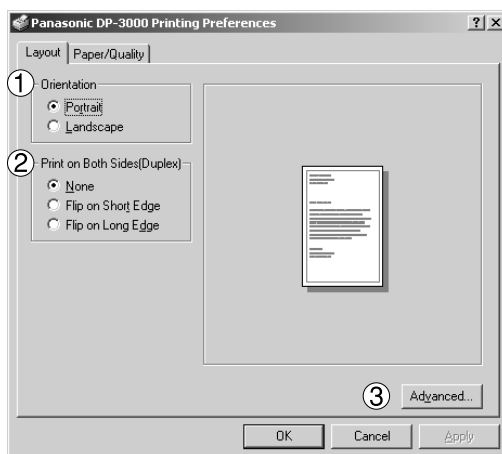 Panasonic DP-3000 Printing Preferences
Layout Paper/Quality
1 Orientation
Portrait
Landscape
2 Print on Both Sides(Duplex)
None
Flip on Short Edge
Flip on Long Edge
3 Advanced...
OK Cancel Apply